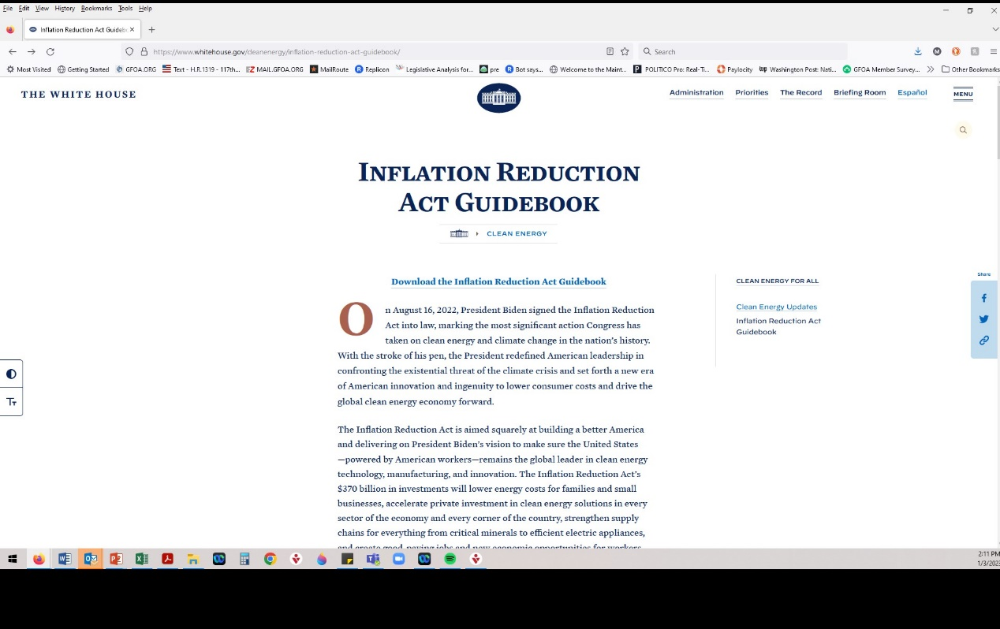 File Edit View History Bookmarks Tools Help
Inflation Reduction Act Guideb
https://www.whitehouse.gov/cleanenergy/inflation-reduction-act-guidebook/
Search
Most Visited Getting Started GFOA.ORG Text - H.R.1319 - 117th... MAIL.GFOA.ORG MailRoute Replicon Legislative Analysis for... pre Bot says... Welcome to the Maint... POLITICO Pro: Real-Ti... Paylocity Washington Post: Nati... GFOA Member Survey... Other Bookmarks
THE WHITE HOUSE
Administration Priorities The Record Briefing Room Español MENU
INFLATION REDUCTION
ACT GUIDEBOOK
CLEAN ENERGY
Download the Inflation Reduction Act Guidebook
On August 16, 2022, President Biden signed the Inflation Reduction
Act into law, marking the most significant action Congress has
taken on clean energy and climate change in the nation's history.
With the stroke of his pen, the President redefined American leadership in
confronting the existential threat of the climate crisis and set forth a new era
of American innovation and ingenuity to lower consumer costs and drive the
global clean energy economy forward.
The Inflation Reduction Act is aimed squarely at building a better America
and delivering on President Biden's vision to make sure the United States
—powered by American workers—remains the global leader in clean energy
technology, manufacturing, and innovation. The Inflation Reduction Act's
$370 billion in investments will lower energy costs for families and small
businesses, accelerate private investment in clean energy solutions in every
sector of the economy and every corner of the country, strengthen supply
chains for everything from critical minerals to efficient electric appliances,
and create good-paying jobs and new economic opportunities for workers
CLEAN ENERGY FOR ALL
Clean Energy Updates
Inflation Reduction Act
Guidebook
Share
2:11 PM
1/3/202